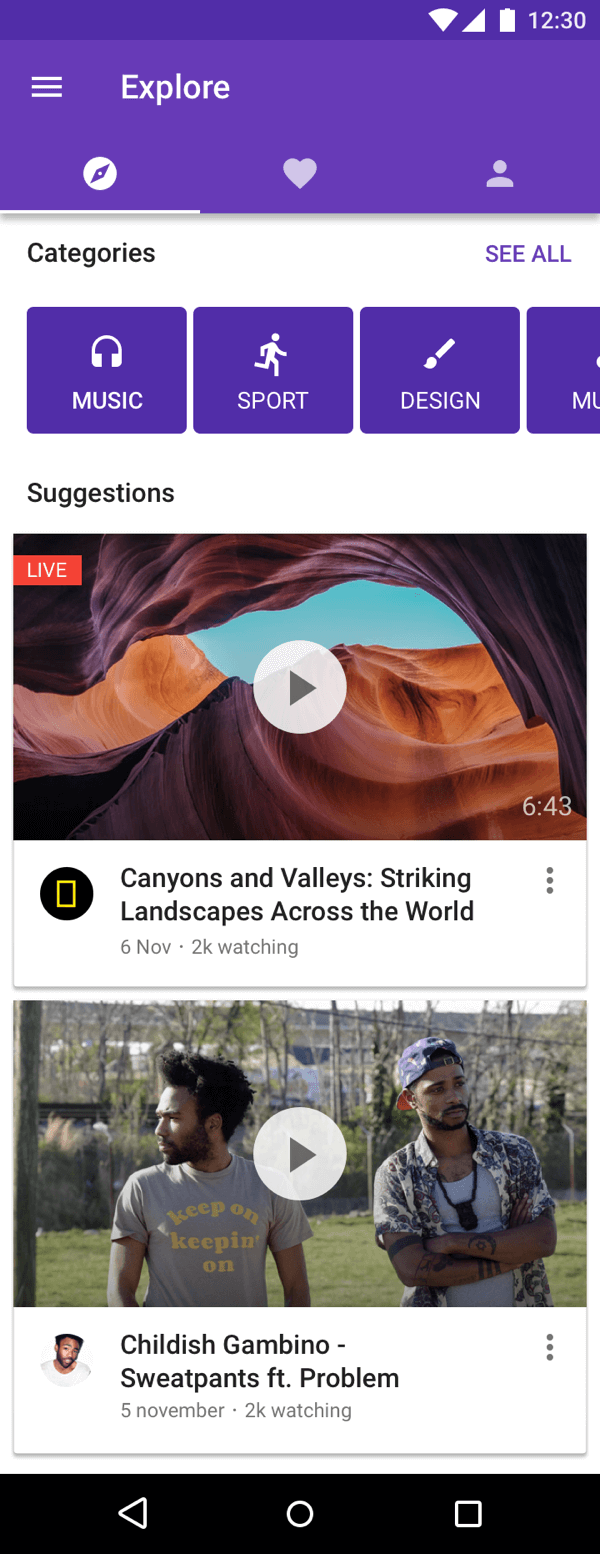 12:30
Explore
Categories
SEE ALL
MUSIC
SPORT
DESIGN
MU
Suggestions
LIVE
6:43
Canyons and Valleys: Striking
Landscapes Across the World
6 Nov · 2k watching
keep on
keepin'
on
Childish Gambino -
Sweatpants ft. Problem
5 november · 2k watching